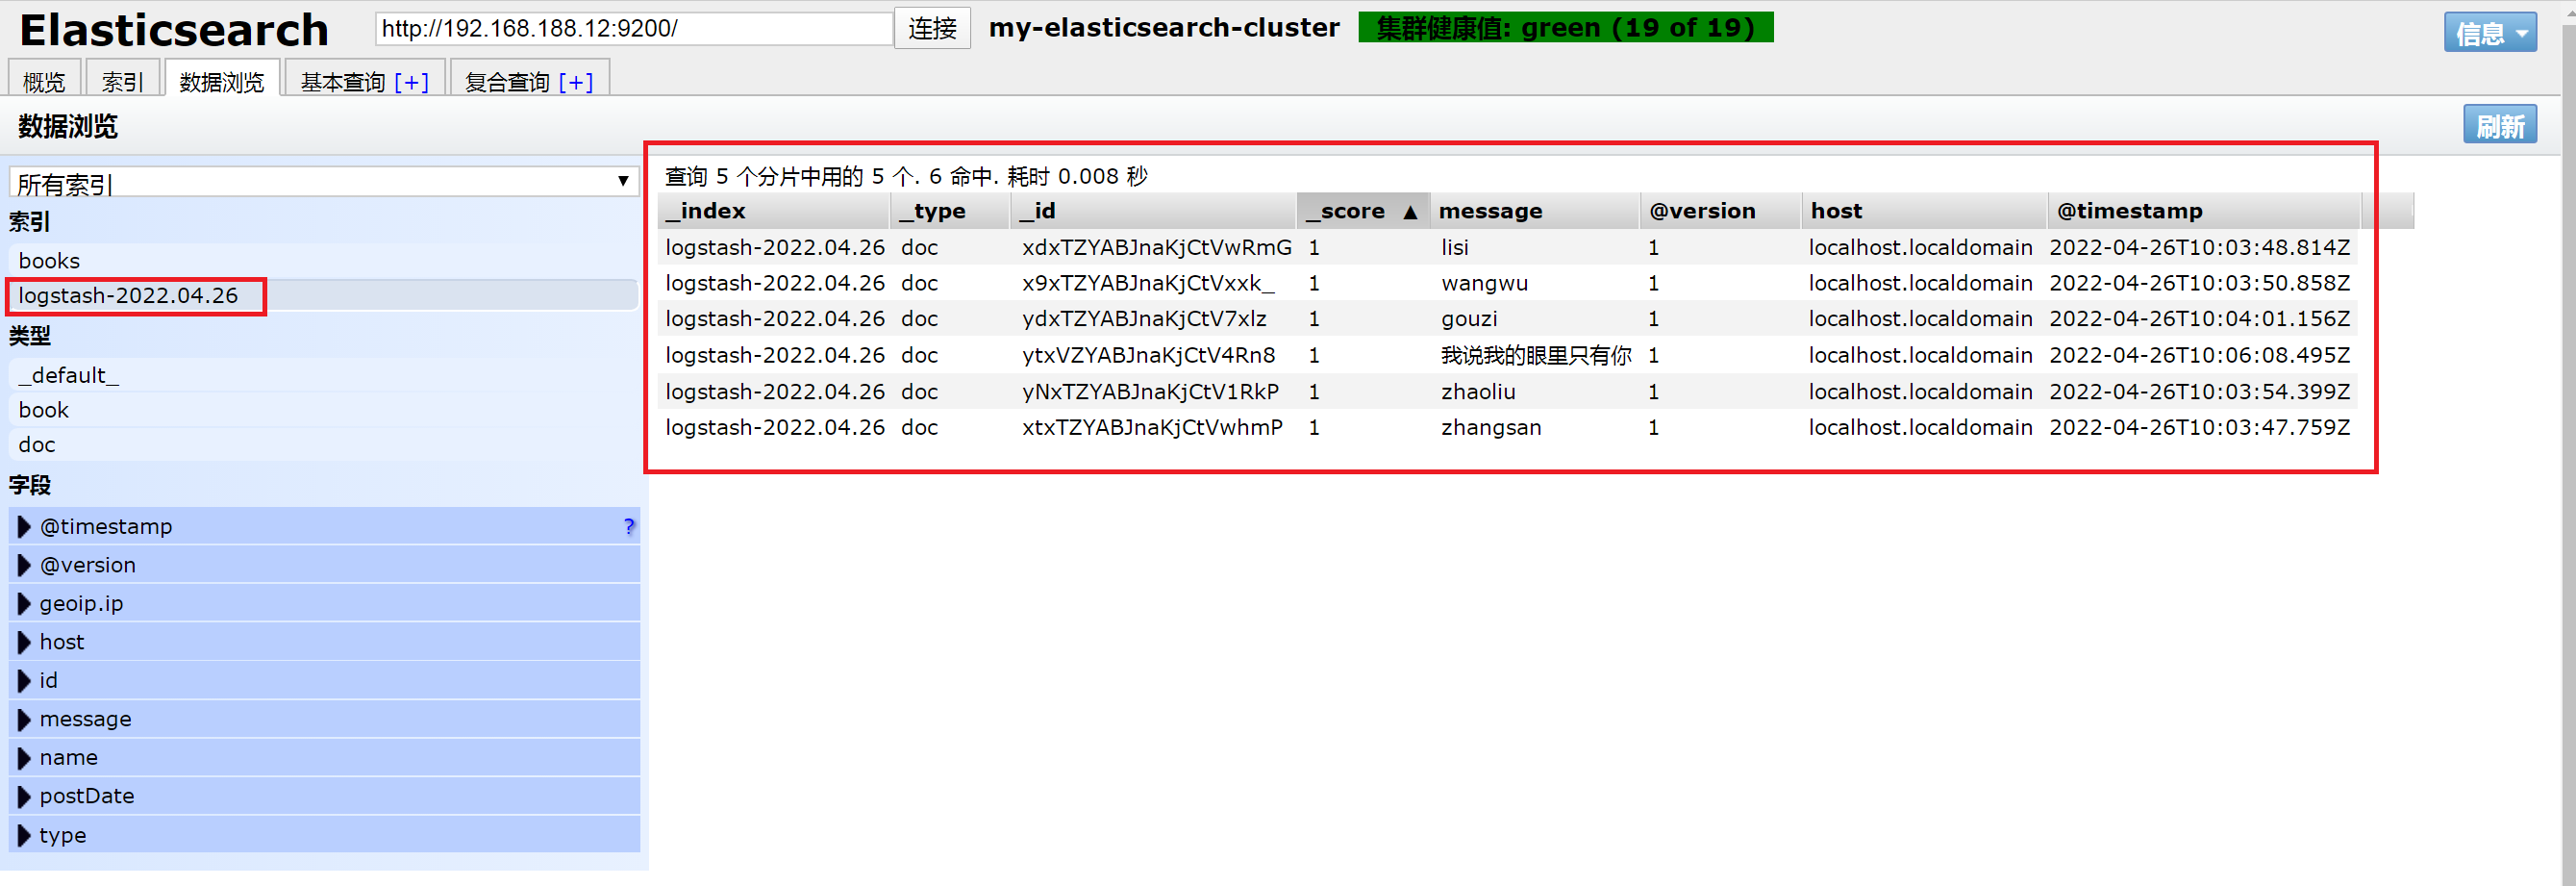 Elasticsearch http://192.168.188.12:9200/ 连接 my-elasticsearch-cluster 集群健康值: green (19 of 19) 信息
概览 索引 数据浏览 基本查询 [+] 复合查询 [+]
数据浏览 刷新
所有索引
索引
books
logstash-2022.04.26
类型
_default_
book
doc
字段
@timestamp ?
@version
geoip.ip
host
id
message
name
postDate
type
查询 5 个分片中用的 5 个. 6 命中. 耗时 0.008 秒
_index _type _id _score ▲ message @version host @timestamp
logstash-2022.04.26 doc xdxTZYABJnaKjCtVwRmG 1 lisi 1 localhost.localdomain 2022-04-26T10:03:48.814Z
logstash-2022.04.26 doc x9xTZYABJnaKjCtVxxk_ 1 wangwu 1 localhost.localdomain 2022-04-26T10:03:50.858Z
logstash-2022.04.26 doc ydxTZYABJnaKjCtV7xlz 1 gouzi 1 localhost.localdomain 2022-04-26T10:04:01.156Z
logstash-2022.04.26 doc ytxVZYABJnaKjCtV4Rn8 1 我说我的眼里只有你 1 localhost.localdomain 2022-04-26T10:06:08.495Z
logstash-2022.04.26 doc yNxTZYABJnaKjCtV1RkP 1 zhaoliu 1 localhost.localdomain 2022-04-26T10:03:54.399Z
logstash-2022.04.26 doc xtxTZYABJnaKjCtVwhmP 1 zhangsan 1 localhost.localdomain 2022-04-26T10:03:47.759Z